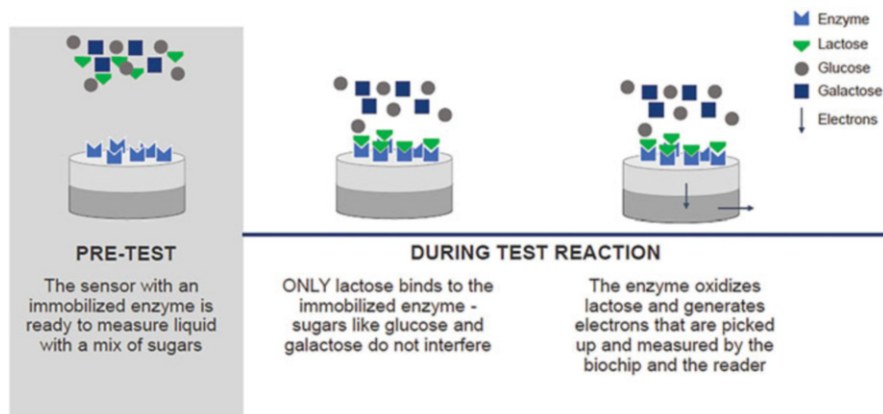 Enzyme
Lactose
Glucose
Galactose
Electrons
PRE-TEST
The sensor with an
immobilized enzyme is
ready to measure liquid
with a mix of sugars
DURING TEST REACTION
ONLY lactose binds to the
immobilized enzyme -
sugars like glucose and
galactose do not interfere
The enzyme oxidizes
lactose and generates
electrons that are picked
up and measured by the
biochip and the reader